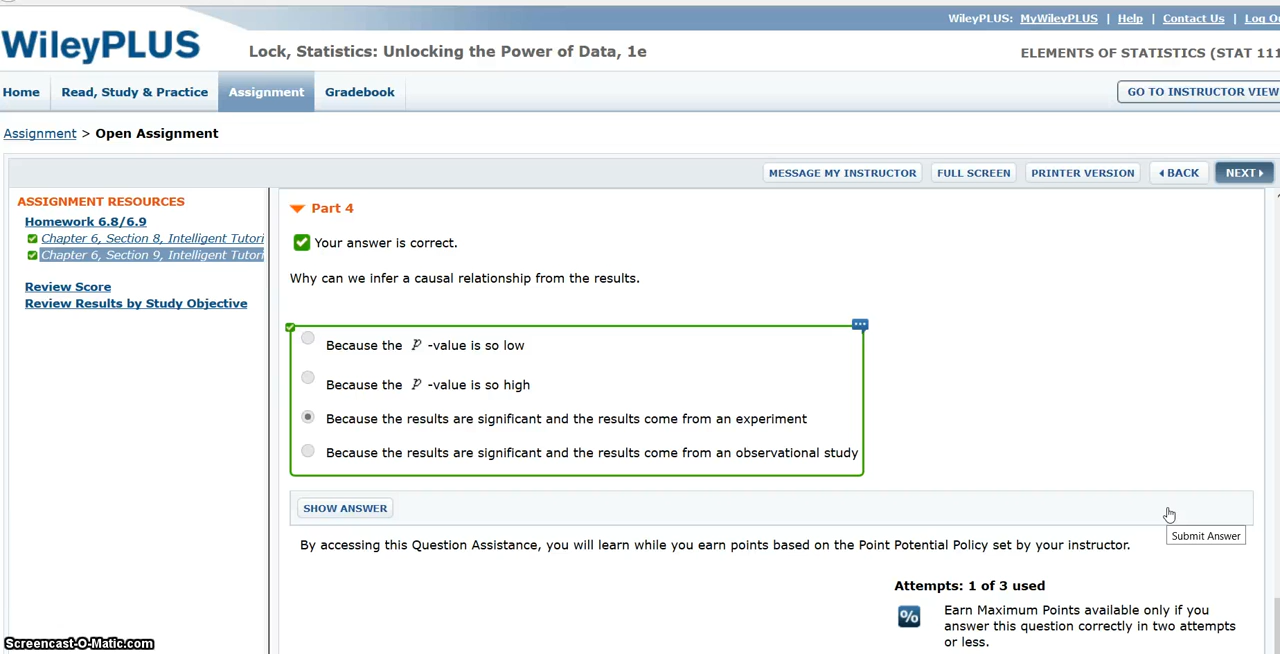 WileyPLUS: MyWileyPLUS | Help | Contact Us | Log O
WileyPLUS
Lock, Statistics: Unlocking the Power of Data, 1e
ELEMENTS OF STATISTICS (STAT 111
Home
Read, Study & Practice
Assignment
Gradebook
GO TO INSTRUCTOR VIEW
Assignment > Open Assignment
MESSAGE MY INSTRUCTOR
FULL SCREEN
PRINTER VERSION
BACK
NEXT
ASSIGNMENT RESOURCES
Homework 6.8/6.9
Chapter 6, Section 8, Intelligent Tutori
Chapter 6, Section 9, Intelligent Tutori
Review Score
Review Results by Study Objective
Part 4
Your answer is correct.
Why can we infer a causal relationship from the results.
Because the p -value is so low
Because the p -value is so high
Because the results are significant and the results come from an experiment
Because the results are significant and the results come from an observational study
SHOW ANSWER
Submit Answer
By accessing this Question Assistance, you will learn while you earn points based on the Point Potential Policy set by your instructor.
Attempts: 1 of 3 used
%
Earn Maximum Points available only if you
answer this question correctly in two attempts
or less.
Screencast-O-Matic.com